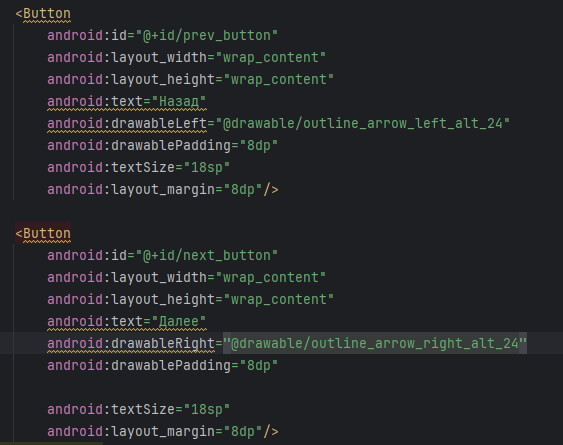 <Button
android:id="@+id/prev_button"
android:layout_width="wrap_content"
android:layout_height="wrap_content"
android:text="Назад"
android:drawableLeft="@drawable/outline_arrow_left_alt_24"
android:drawablePadding="8dp"
android:textSize="18sp"
android:layout_margin="8dp"/>
<Button
android:id="@+id/next_button"
android:layout_width="wrap_content"
android:layout_height="wrap_content"
android:text="Далее"
android:drawableRight="@drawable/outline_arrow_right_alt_24"
android:drawablePadding="8dp"
android:textSize="18sp"
android:layout_margin="8dp"/>